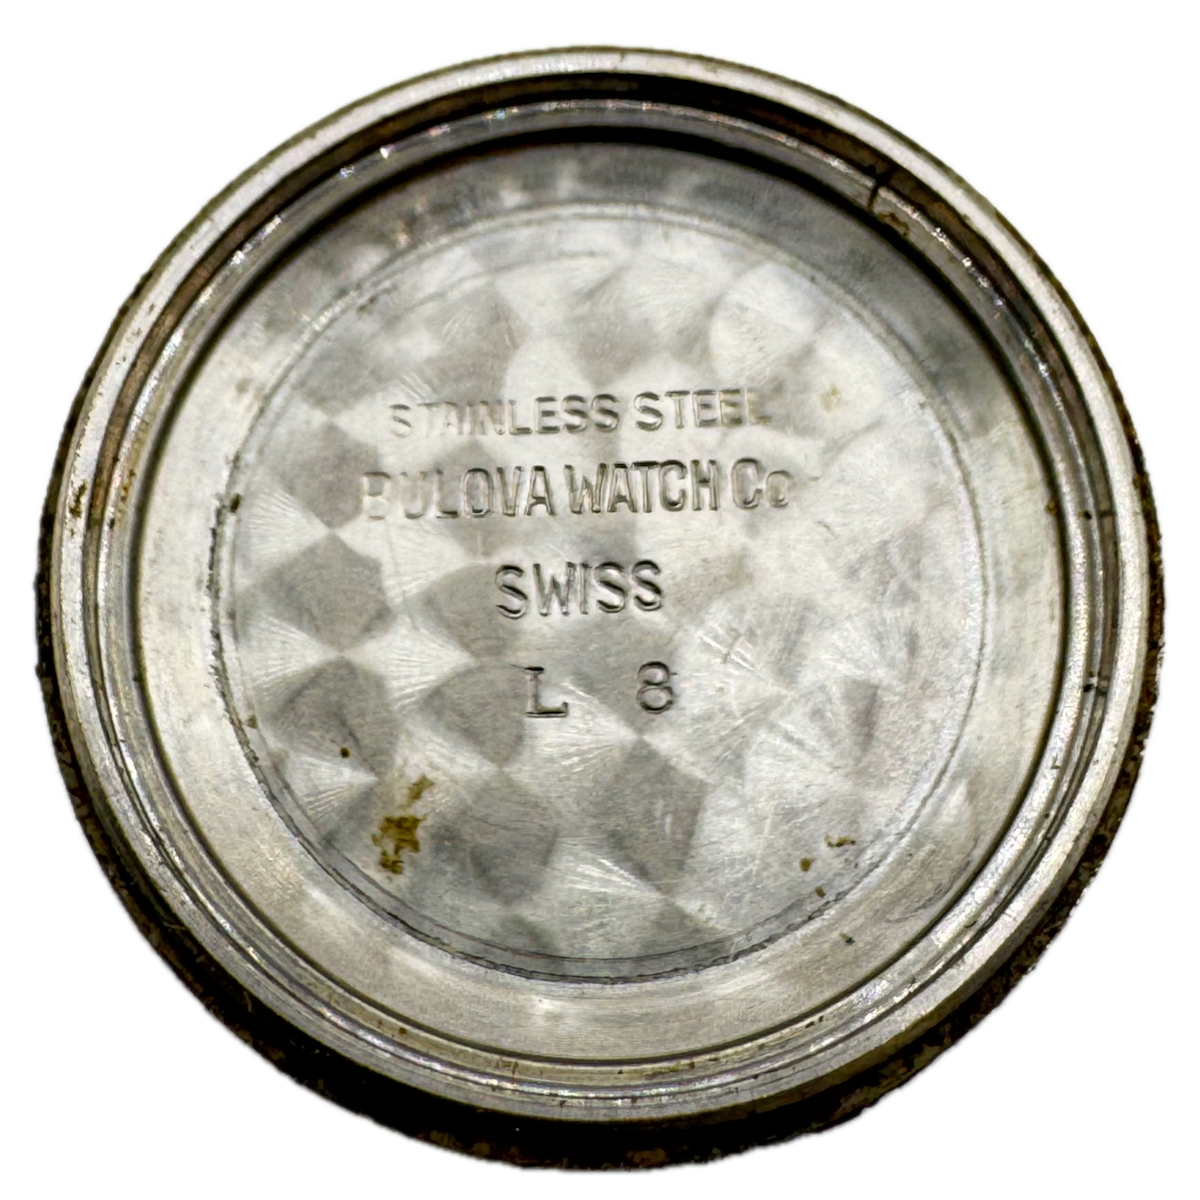 STAINLESS STEEL
BULOVA WATCH Co
SWISS
L 8